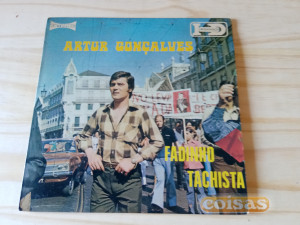 ARTUR GONÇALVES
FADINHO
TACHISTA
coisas